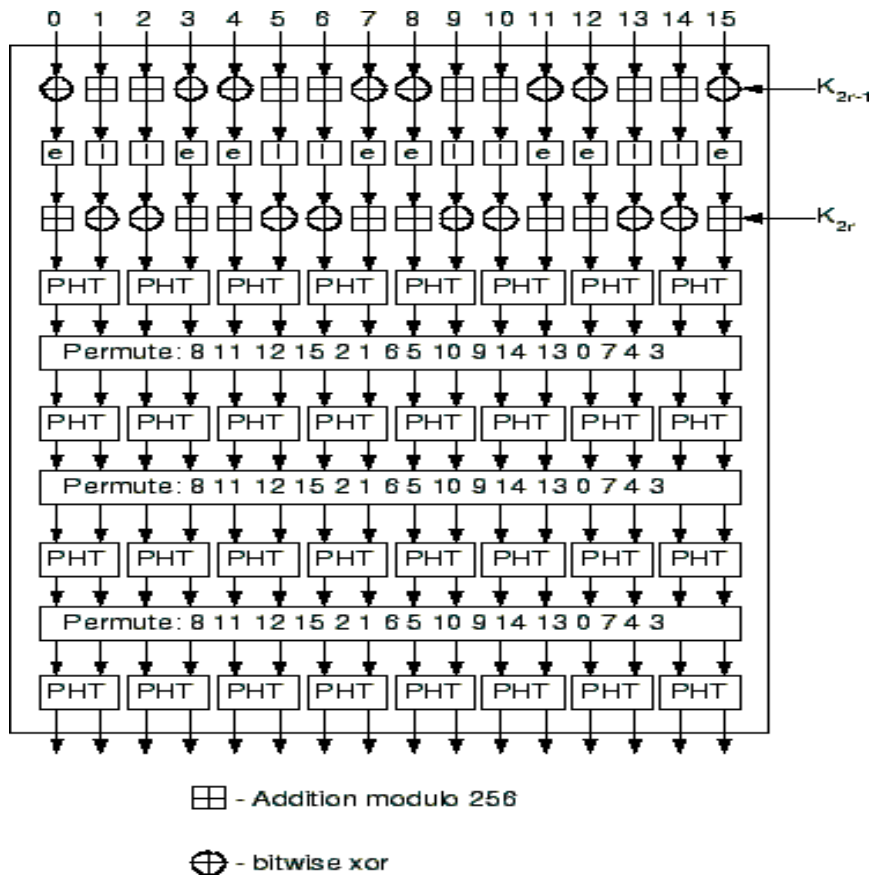 0 1 2 3 4 5 6 7 8 9 10 11 12 13 14 15
K2r-1
e l l e e l l e e l l e e l l e
K2r
PHT PHT PHT PHT PHT PHT PHT PHT
Permute: 8 11 12 15 2 1 6 5 10 9 14 13 0 7 4 3
PHT PHT PHT PHT PHT PHT PHT PHT
Permute: 8 11 12 15 2 1 6 5 10 9 14 13 0 7 4 3
PHT PHT PHT PHT PHT PHT PHT PHT
Permute: 8 11 12 15 2 1 6 5 10 9 14 13 0 7 4 3
PHT PHT PHT PHT PHT PHT PHT PHT
- Addition modulo 256
- bitwise xor